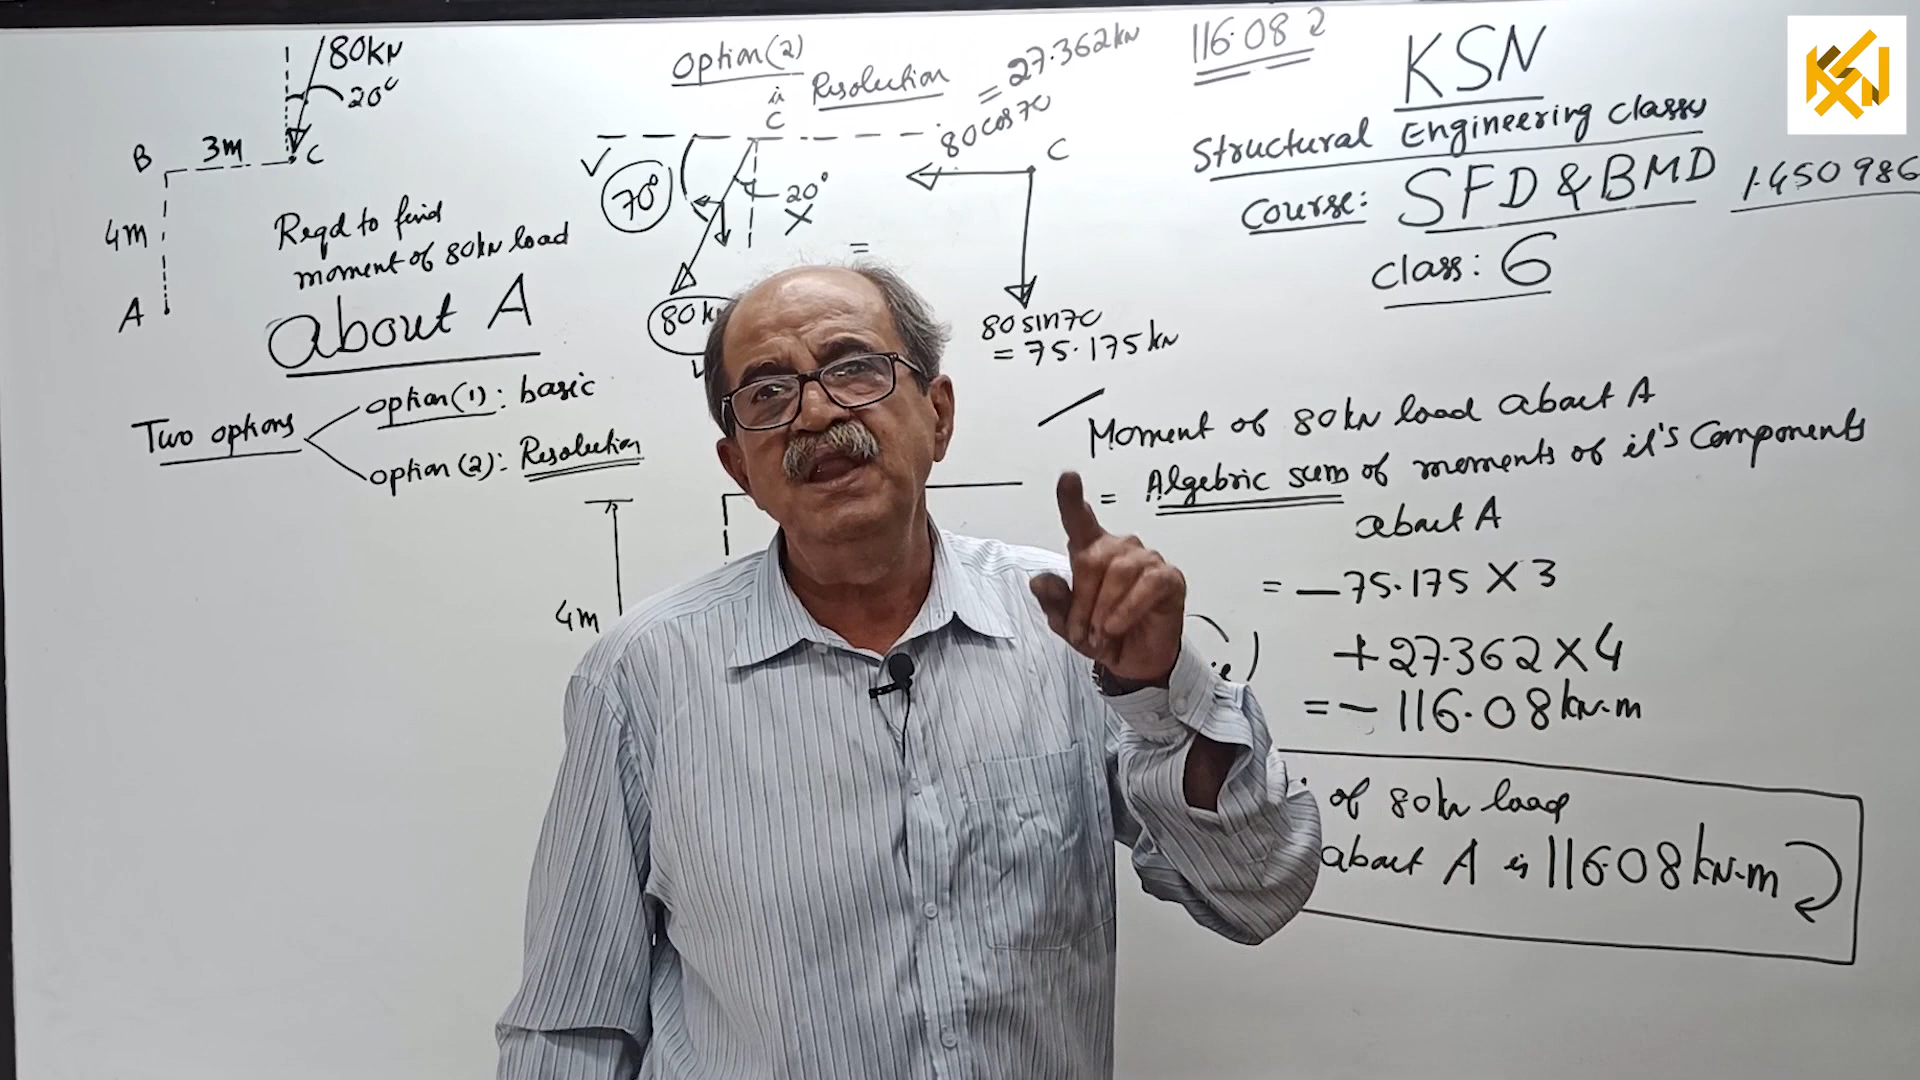 80kN
20°
B
3m
C
4m
A
Reqd to find
moment of 80kN load
about A
Two options
option(1): basic
option(2): Resolution
Option(2)
Resolution
C
70°
20°
X
80k
=
80cos70
= 27.362kN
C
80sin70
= 75.175kN
116.08
KSN
Structural Engineering classes
Course: SFD & BMD
1.450986
class: 6
4m
Moment of 80kN load about A
= Algebric sum of moments of it's Components
about A
= - 75.175 X 3
+27.362 X 4
= - 116.08 kN.m
of 80kN load
about A is 116.08 kN.m
KSN